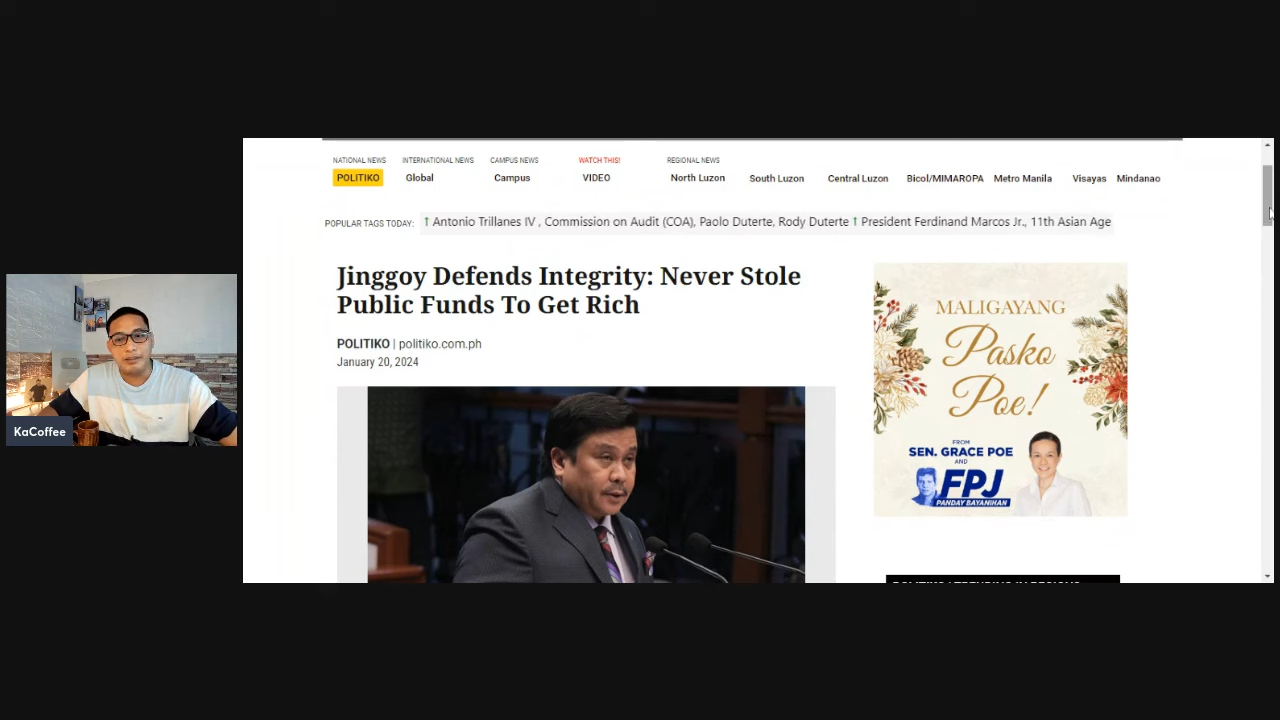 NATIONAL NEWS INTERNATIONAL NEWS CAMPUS NEWS WATCH THIS! REGIONAL NEWS
POLITIKO Global Campus VIDEO North Luzon South Luzon Central Luzon Bicol/MIMAROPA Metro Manila Visayas Mindanao
POPULAR TAGS TODAY: ↑ Antonio Trillanes IV , Commission on Audit (COA), Paolo Duterte, Rody Duterte ↑ President Ferdinand Marcos Jr., 11th Asian Age
Jinggoy Defends Integrity: Never Stole
Public Funds To Get Rich
POLITIKO | politiko.com.ph
January 20, 2024
MALIGAYANG
Pasko
Poe!
FROM
SEN. GRACE POE
AND
FPJ
PANDAY BAYANIHAN
POLITIKO | TRENDING IN REGIONS
KaCoffee